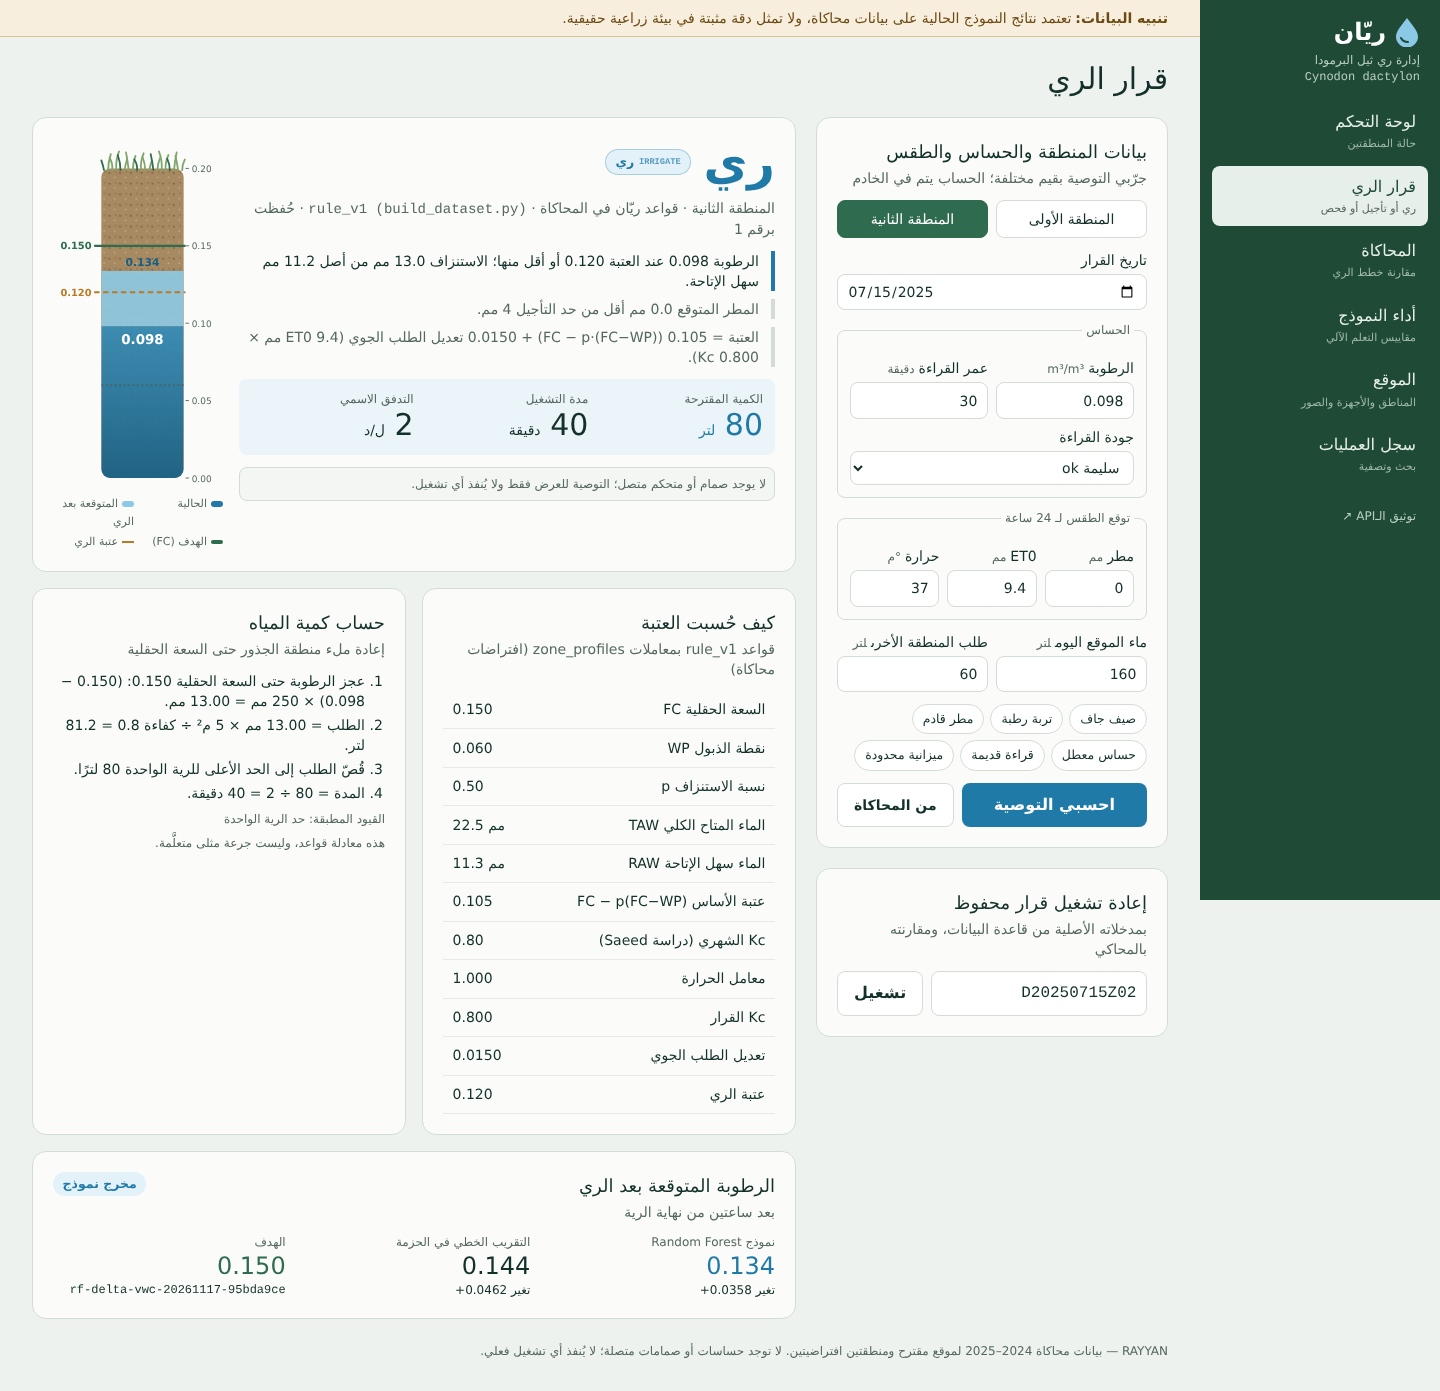 تنبيه البيانات: تعتمد نتائج النموذج الحالية على بيانات محاكاة، ولا تمثل دقة مثبتة في بيئة زراعية حقيقية.
ريّان
إدارة ري ثيل البرمودا
Cynodon dactylon
لوحة التحكم
حالة المنطقتين
قرار الري
ري أو تأجيل أو فحص
المحاكاة
مقارنة خطط الري
أداء النموذج
مقاييس التعلم الآلي
الموقع
المناطق والأجهزة والصور
سجل العمليات
بحث وتصفية
توثيق الـAPI ↗
قرار الري
بيانات المنطقة والحساس والطقس
جرّبي التوصية بقيم مختلفة؛ الحساب يتم في الخادم
المنطقة الأولى
المنطقة الثانية
تاريخ القرار
07/15/2025
الحساس
الرطوبة m³/m³
عمر القراءة دقيقة
0.098
30
جودة القراءة
سليمة ok
توقع الطقس لـ 24 ساعة
مطر مم
ET0 مم
حرارة °م
0
9.4
37
ماء الموقع اليوم لتر
طلب المنطقة الأخرى لتر
160
60
صيف جاف
تربة رطبة
مطر قادم
حساس معطل
قراءة قديمة
ميزانية محدودة
احسبي التوصية
من المحاكاة
إعادة تشغيل قرار محفوظ
بمدخلاته الأصلية من قاعدة البيانات، ومقارنته
بالمحاكي
D20250715Z02
تشغيل
ري
IRRIGATE ري
المنطقة الثانية · قواعد ريّان في المحاكاة · rule_v1 (build_dataset.py) · حُفظت
برقم 1
الرطوبة 0.098 عند العتبة 0.120 أو أقل منها؛ الاستنزاف 13.0 مم من أصل 11.2 مم
سهل الإتاحة.
المطر المتوقع 0.0 مم أقل من حد التأجيل 4 مم.
العتبة = 0.105 (FC − p·(FC−WP)) + 0.0150 تعديل الطلب الجوي (ET0 9.4 مم ×
Kc 0.800).
الكمية المقترحة
80 لتر
مدة التشغيل
40 دقيقة
التدفق الاسمي
2 ل/د
لا يوجد صمام أو متحكم متصل؛ التوصية للعرض فقط ولا يُنفذ أي تشغيل.
0.20
0.15
0.10
0.05
0.00
0.150
0.134
0.120
0.098
الحالية
المتوقعة بعد
الري
الهدف (FC)
عتبة الري
كيف حُسبت العتبة
قواعد rule_v1 بمعاملات zone_profiles (افتراضات
محاكاة)
السعة الحقلية FC 0.150
نقطة الذبول WP 0.060
نسبة الاستنزاف p 0.50
الماء المتاح الكلي TAW 22.5 مم
الماء سهل الإتاحة RAW 11.3 مم
عتبة الأساس FC − p(FC−WP) 0.105
Kc الشهري (دراسة Saeed) 0.80
معامل الحرارة 1.000
Kc القرار 0.800
تعديل الطلب الجوي 0.0150
عتبة الري 0.120
حساب كمية المياه
إعادة ملء منطقة الجذور حتى السعة الحقلية
1. عجز الرطوبة حتى السعة الحقلية 0.150: (0.150 −
0.098) × 250 مم = 13.00 مم.
2. الطلب = 13.00 مم × 5 م² ÷ كفاءة 0.8 = 81.2
لتر.
3. قُصّ الطلب إلى الحد الأعلى للرية الواحدة 80 لترًا.
4. المدة = 80 ÷ 2 = 40 دقيقة.
القيود المطبقة: حد الرية الواحدة
هذه معادلة قواعد، وليست جرعة مثلى متعلَّمة.
الرطوبة المتوقعة بعد الري
مخرج نموذج
بعد ساعتين من نهاية الرية
نموذج Random Forest
0.134
تغير 0.0358+
التقريب الخطي في الحزمة
0.144
تغير 0.0462+
الهدف
0.150
rf-delta-vwc-20261117-95bda9ce
RAYYAN — بيانات محاكاة 2024–2025 لموقع مقترح ومنطقتين افتراضيتين. لا توجد حساسات أو صمامات متصلة؛ لا يُنفذ أي تشغيل فعلي.